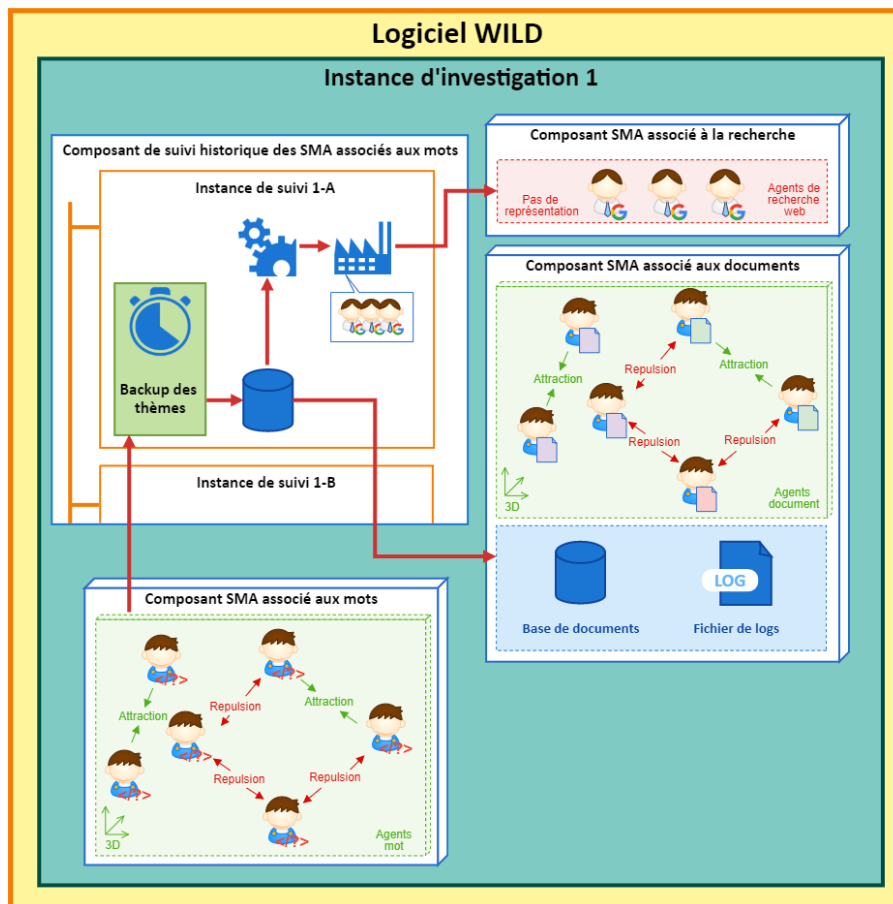 Logiciel WILD
Instance d'investigation 1
Composant de suivi historique des SMA associés aux mots
Instance de suivi 1-A
Backup des
thèmes
Instance de suivi 1-B
Composant SMA associé à la recherche
Pas de
représentation
G
G
G
Agents de
recherche
web
G
G
G
Composant SMA associé aux documents
Attraction
Repulsion
Attraction
Repulsion
Repulsion
3D
Agents
document
LOG
Base de documents
Fichier de logs
Composant SMA associé aux mots
</?>
</?>
Attraction
Repulsion
Attraction
</?>
</?>
</?>
Repulsion
Repulsion
</?>
3D
Agents
mot